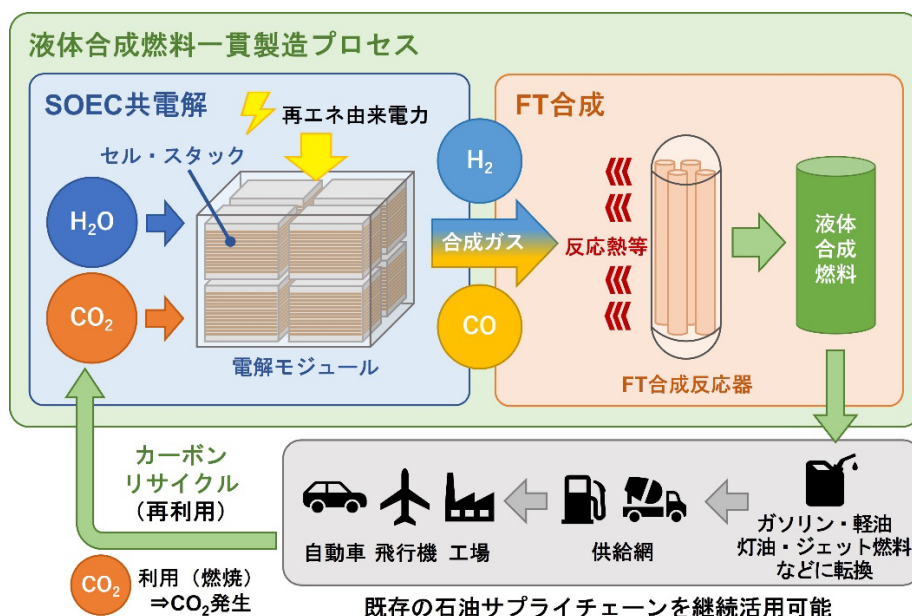 液体合成燃料一貫製造プロセス
SOEC共電解
再エネ由来電力
セル・スタック
H₂O
CO₂
電解モジュール
H₂
合成ガス
CO
FT合成
反応熱等
FT合成反応器
液体
合成
燃料
カーボン
リサイクル
（再利用）
CO₂
利用（燃焼）
⇒CO₂発生
自動車
飛行機
工場
供給網
ガソリン・軽油
灯油・ジェット燃料
などに転換
既存の石油サプライチェーンを継続活用可能